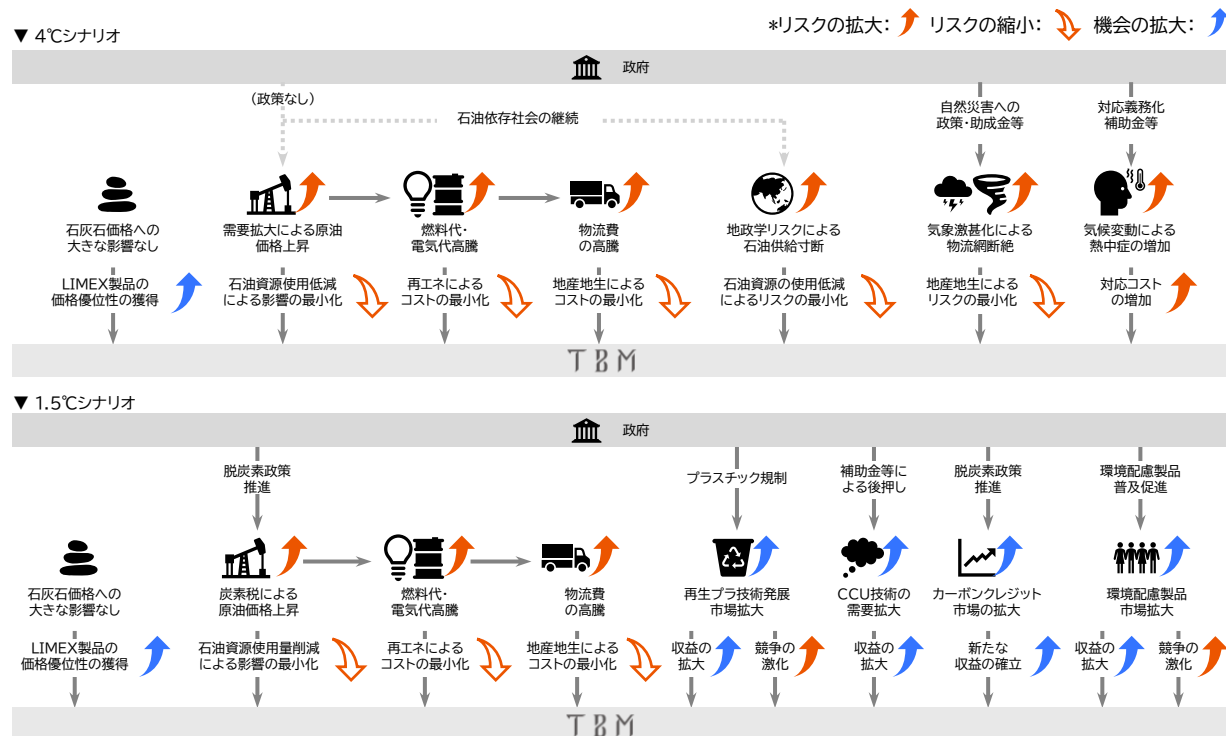 *リスクの拡大: リスクの縮小: 機会の拡大:
▼ 4℃シナリオ
政府
（政策なし）
石油依存社会の継続
自然災害への
政策・助成金等
対応義務化
補助金等
石灰石価格への
大きな影響なし
需要拡大による原油
価格上昇
燃料代・
電気代高騰
物流費
の高騰
地政学リスクによる
石油供給寸断
気象激甚化による
物流網断絶
気候変動による
熱中症の増加
LIMEX製品の
価格優位性の獲得
石油資源使用低減
による影響の最小化
再エネによる
コストの最小化
地産地生による
コストの最小化
石油資源の使用低減
によるリスクの最小化
地産地生による
リスクの最小化
対応コスト
の増加
TBM
▼ 1.5℃シナリオ
政府
脱炭素政策
推進
プラスチック規制
補助金等に
よる後押し
脱炭素政策
推進
環境配慮製品
普及促進
石灰石価格への
大きな影響なし
炭素税による
原油価格上昇
燃料代・
電気代高騰
物流費
の高騰
再生プラ技術発展
市場拡大
CCU技術の
需要拡大
カーボンクレジット
市場の拡大
環境配慮製品
市場拡大
LIMEX製品の
価格優位性の獲得
石油資源使用量削減
による影響の最小化
再エネによる
コストの最小化
地産地生による
コストの最小化
収益の
拡大
競争の
激化
収益の
拡大
新たな
収益の確立
収益の
拡大
競争の
激化
TBM